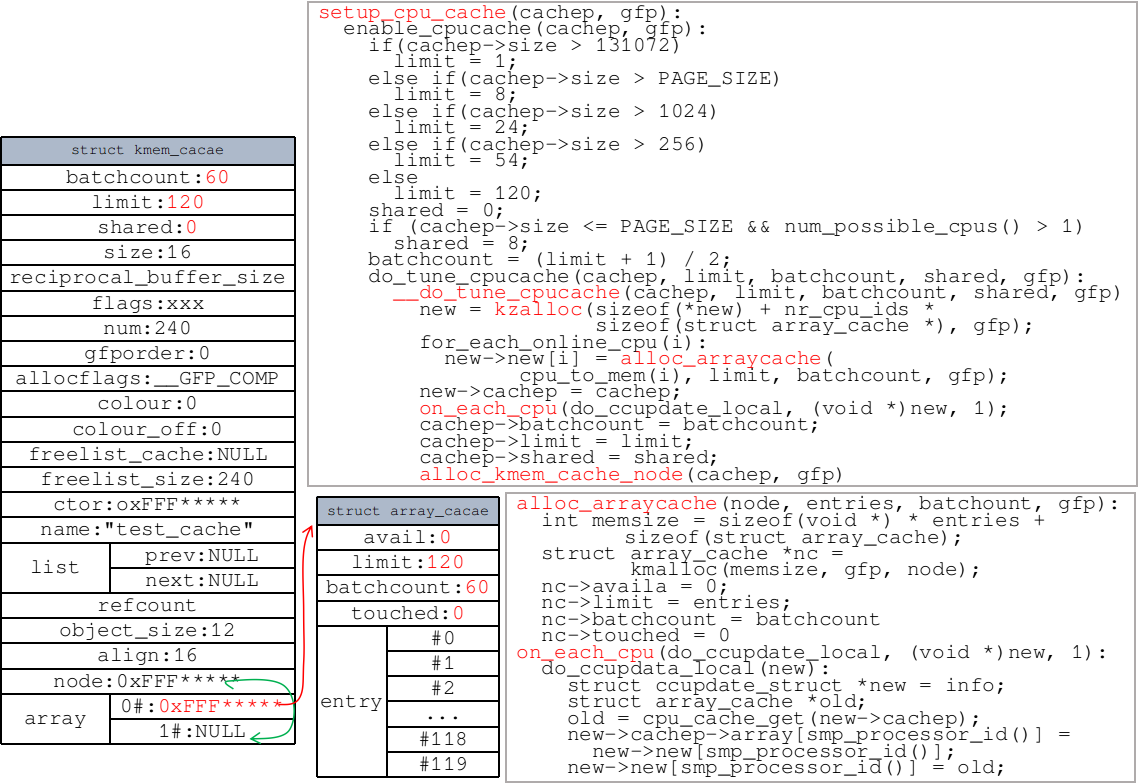 setup_cpu_cache(cachep, gfp):
enable_cpucache(cachep, gfp):
if(cachep->size > 131072)
limit = 1;
else if(cachep->size > PAGE_SIZE)
limit = 8;
else if(cachep->size > 1024)
limit = 24;
else if(cachep->size > 256)
limit = 54;
else
limit = 120;
shared = 0;
if (cachep->size <= PAGE_SIZE && num_possible_cpus() > 1)
shared = 8;
batchcount = (limit + 1) / 2;
do_tune_cpucache(cachep, limit, batchcount, shared, gfp):
__do_tune_cpucache(cachep, limit, batchcount, shared, gfp)
new = kzalloc(sizeof(*new) + nr_cpu_ids *
sizeof(struct array_cache *), gfp);
for_each_online_cpu(i):
new->new[i] = alloc_arraycache(
cpu_to_mem(i), limit, batchcount, gfp);
new->cachep = cachep;
on_each_cpu(do_ccupdate_local, (void *)new, 1);
cachep->batchcount = batchcount;
cachep->limit = limit;
cachep->shared = shared;
alloc_kmem_cache_node(cachep, gfp)
struct kmem_cacae
batchcount:60
limit:120
shared:0
size:16
reciprocal_buffer_size
flags:xxx
num:240
gfporder:0
allocflags:__GFP_COMP
colour:0
colour_off:0
freelist_cache:NULL
freelist_size:240
ctor:oxFFF*****
name:"test_cache"
list
prev:NULL
next:NULL
refcount
object_size:12
align:16
node:0xFFF*****
array
0#:0xFFF*****
1#:NULL
struct array_cacae
avail:0
limit:120
batchcount:60
touched:0
entry
#0
#1
#2
...
#118
#119
alloc_arraycache(node, entries, batchount, gfp):
int memsize = sizeof(void *) * entries +
sizeof(struct array_cache);
struct array_cache *nc =
kmalloc(memsize, gfp, node);
nc->availa = 0;
nc->limit = entries;
nc->batchcount = batchcount
nc->touched = 0
on_each_cpu(do_ccupdate_local, (void *)new, 1):
do_ccupdata_local(new):
struct ccupdate_struct *new = info;
struct array_cache *old;
old = cpu_cache_get(new->cachep);
new->cachep->array[smp_processor_id()] =
new->new[smp_processor_id()];
new->new[smp_processor_id()] = old;